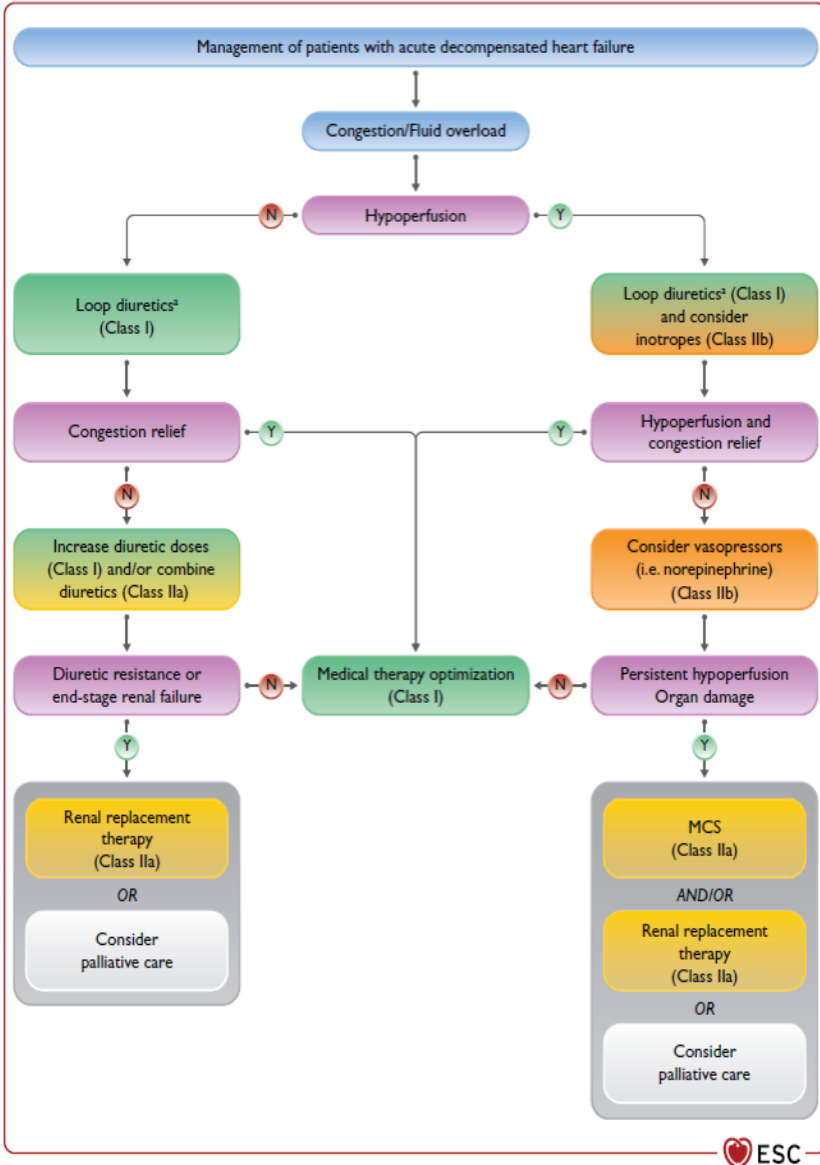 Management of patients with acute decompensated heart failure
Congestion/Fluid overload
Hypoperfusion
N
Y
Loop diureticsᵃ
(Class I)
Loop diureticsᵃ (Class I)
and consider
inotropes (Class IIb)
Congestion relief
Y
Y
Hypoperfusion and
congestion relief
N
N
Increase diuretic doses
(Class I) and/or combine
diuretics (Class IIa)
Consider vasopressors
(i.e. norepinephrine)
(Class IIb)
Diuretic resistance or
end-stage renal failure
N
Medical therapy optimization
(Class I)
N
Persistent hypoperfusion
Organ damage
Y
Y
Renal replacement
therapy
(Class IIa)
OR
Consider
palliative care
MCS
(Class IIa)
AND/OR
Renal replacement
therapy
(Class IIa)
OR
Consider
palliative care
ESC